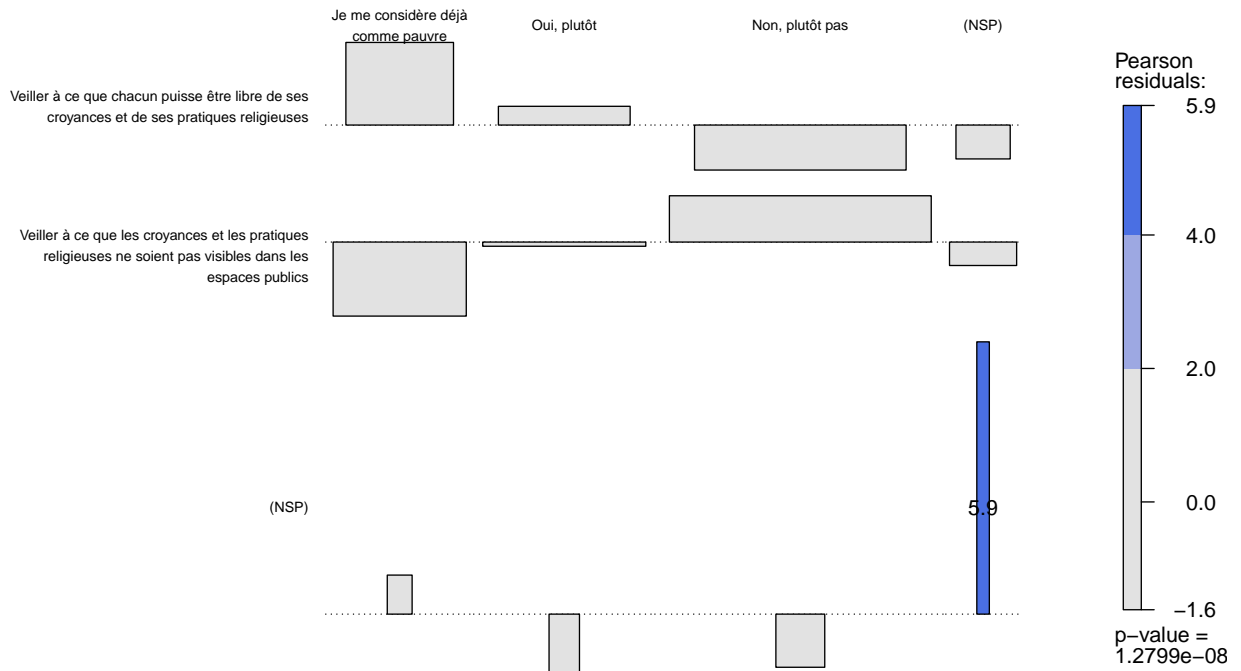 Je me considère déjà
comme pauvre
Oui, plutôt
Non, plutôt pas
(NSP)
Veiller à ce que chacun puisse être libre de ses
croyances et de ses pratiques religieuses
Veiller à ce que les croyances et les pratiques
religieuses ne soient pas visibles dans les
espaces publics
(NSP)
5.9
Pearson
residuals:
5.9
4.0
2.0
0.0
−1.6
p−value =
1.2799e−08